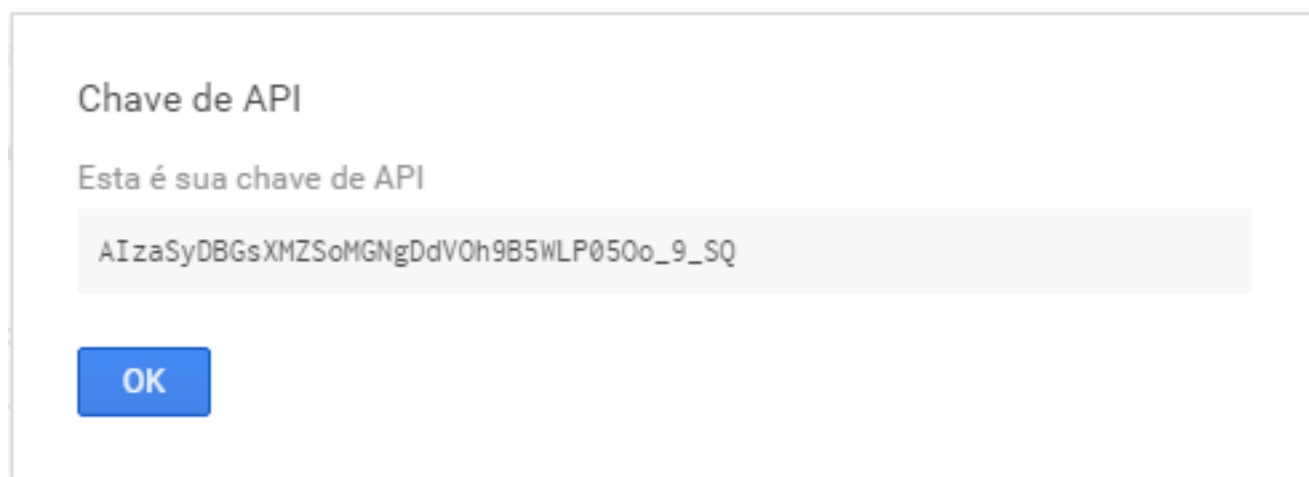 Chave de API
Esta é sua chave de API
AIzaSyDBGsXMZSoMGNgDdVOh9B5WLP05Oo_9_SQ
OK